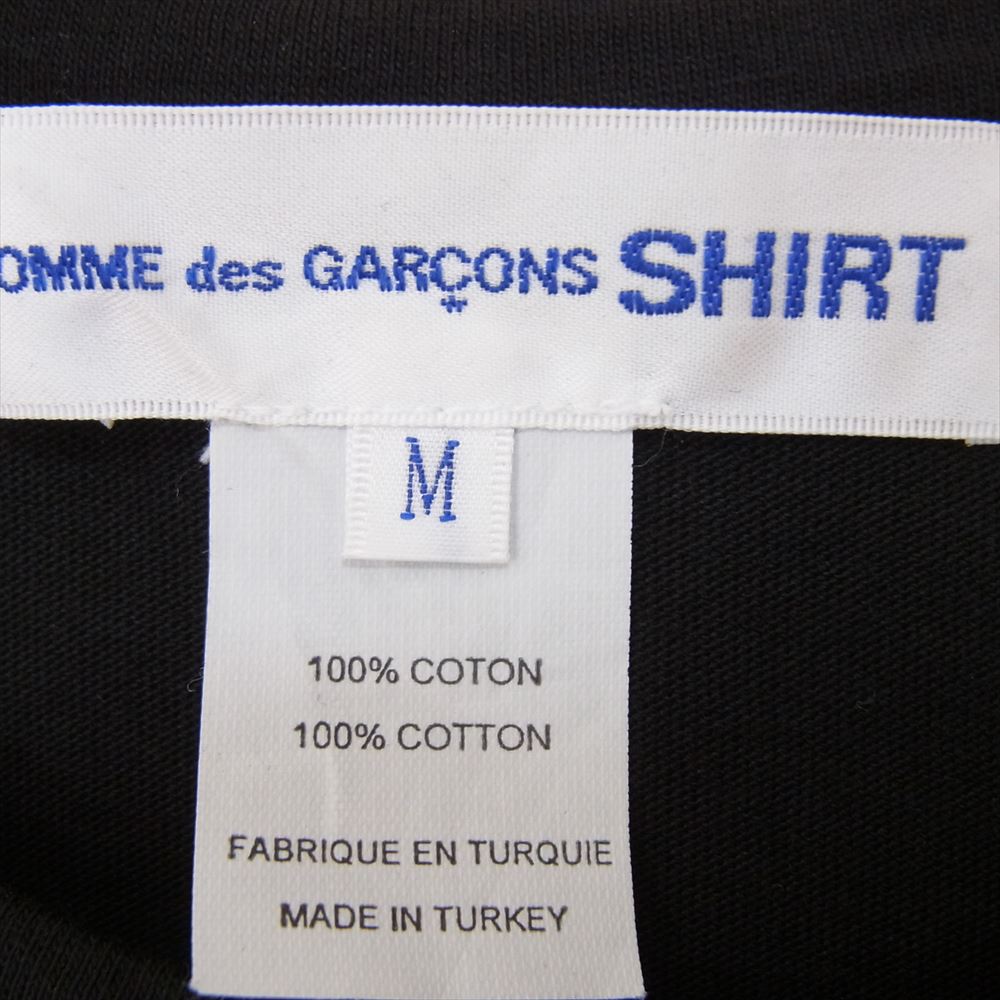 OMME des GARÇONS SHIRT
M
100% COTON
100% COTTON
FABRIQUE EN TURQUIE
MADE IN TURKEY